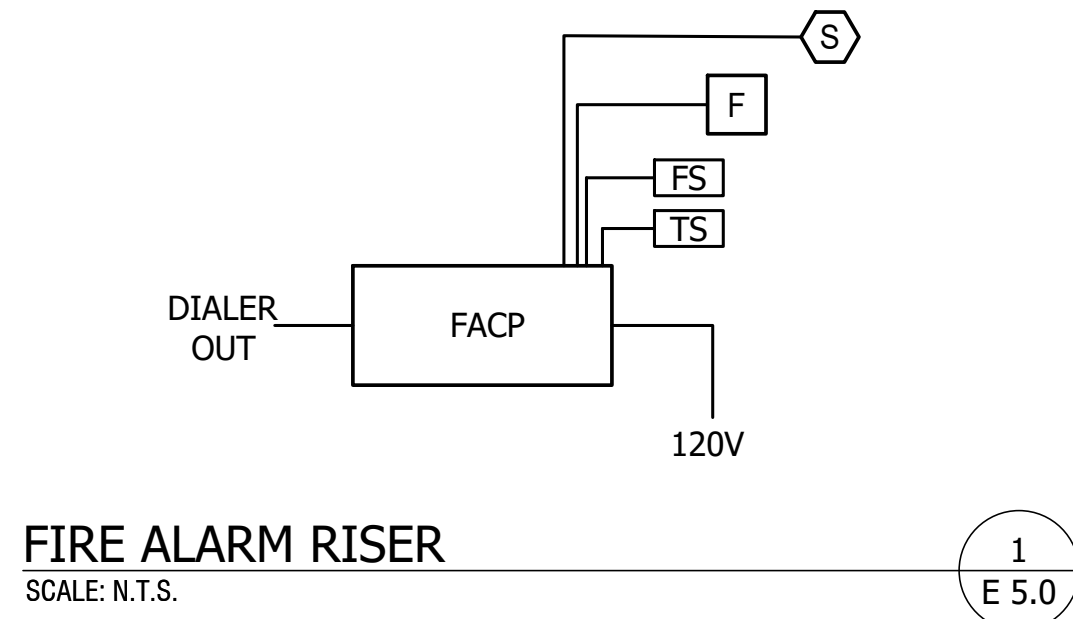 S
F
FS
TS
DIALER
OUT
FACP
120V
FIRE ALARM RISER
SCALE: N.T.S.
1
E 5.0